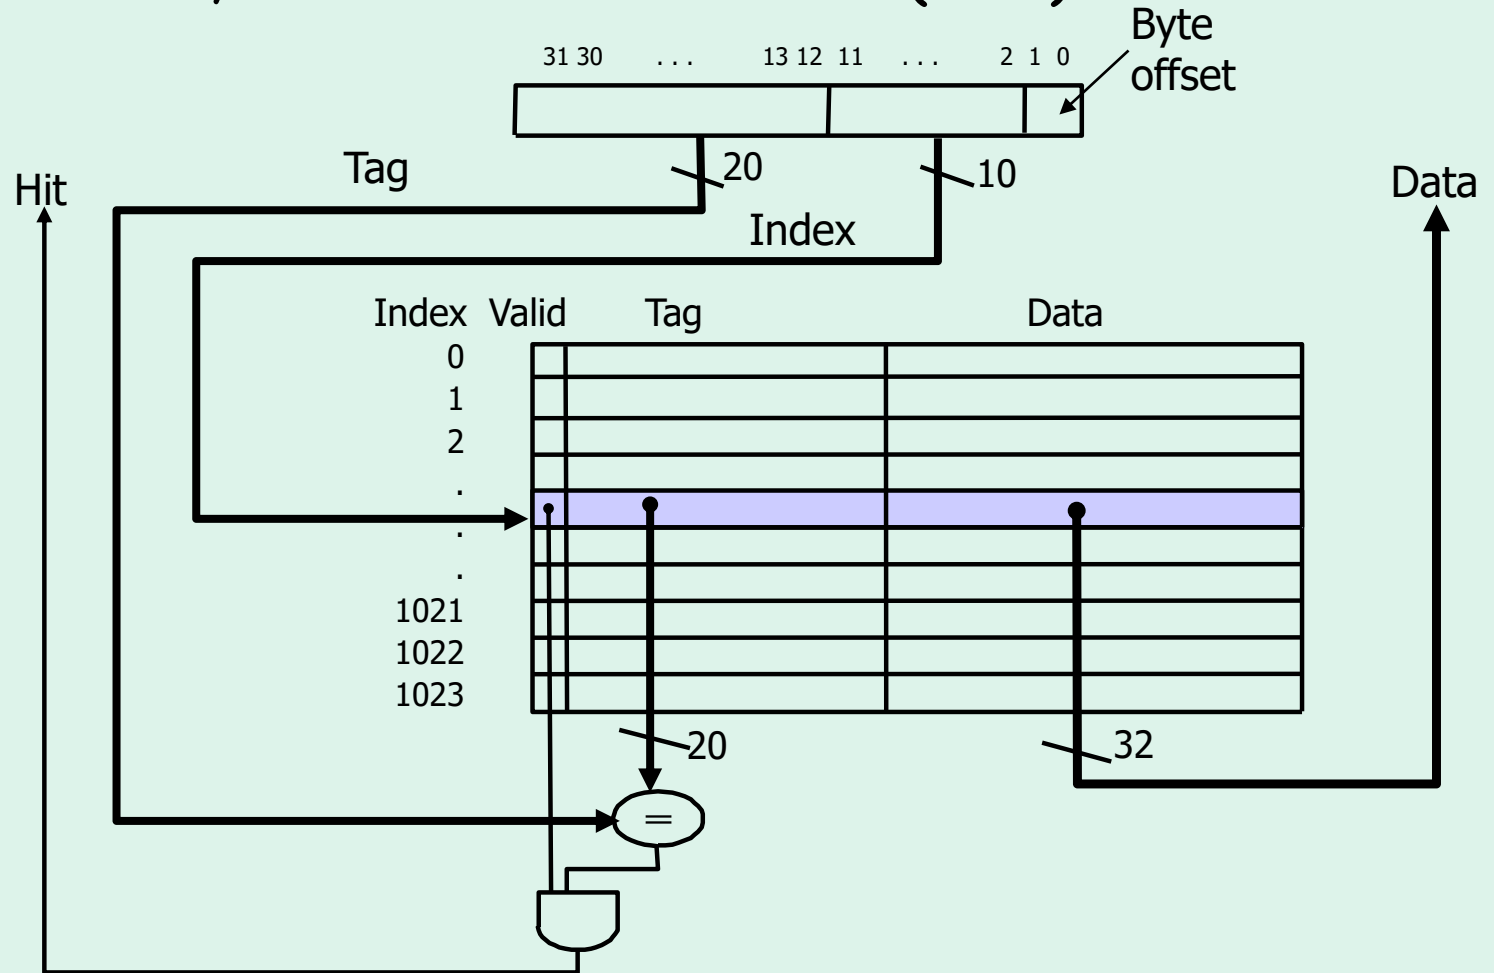 Byte
offset
31 30 . . . 13 12 11 . . . 2 1 0
Tag
20
10
Hit
Data
Index
Index Valid Tag Data
0
1
2
.
.
.
1021
1022
1023
20
32
=